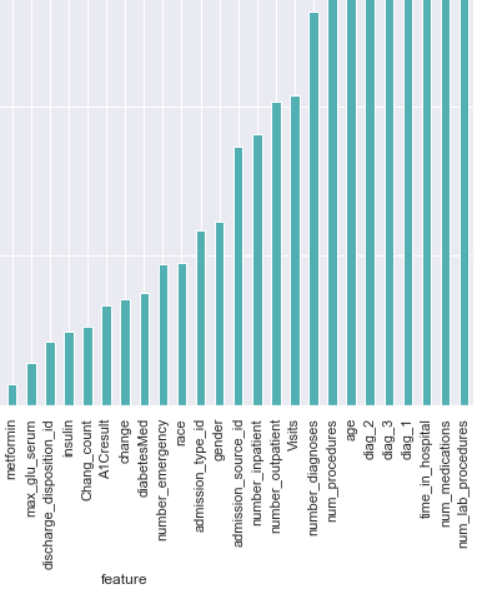 metformin
max_glu_serum
discharge_disposition_id
insulin
Chang_count
A1Cresult
change
diabetesMed
number_emergency
race
admission_type_id
gender
admission_source_id
number_inpatient
number_outpatient
Visits
number_diagnoses
num_procedures
age
diag_2
diag_3
diag_1
time_in_hospital
num_medications
num_lab_procedures
feature